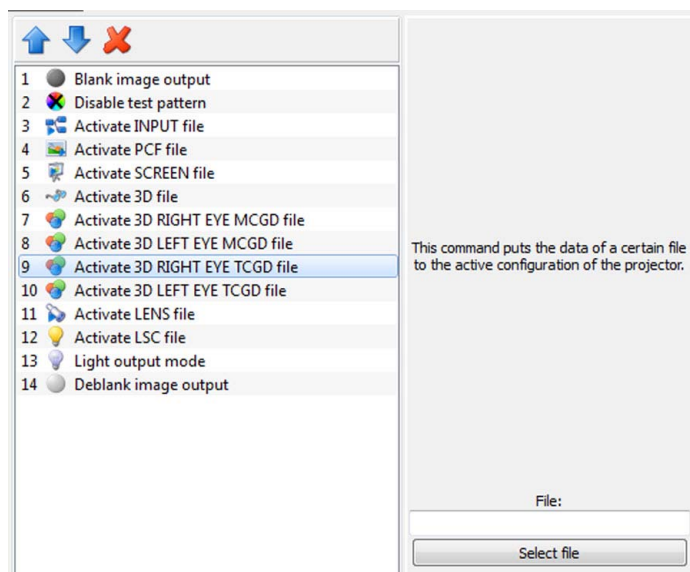 1 Blank image output
2 Disable test pattern
3 Activate INPUT file
4 Activate PCF file
5 Activate SCREEN file
6 Activate 3D file
7 Activate 3D RIGHT EYE MCGD file
8 Activate 3D LEFT EYE MCGD file
9 Activate 3D RIGHT EYE TCGD file
10 Activate 3D LEFT EYE TCGD file
11 Activate LENS file
12 Activate LSC file
13 Light output mode
14 Deblank image output
This command puts the data of a certain file
to the active configuration of the projector.
File:
Select file